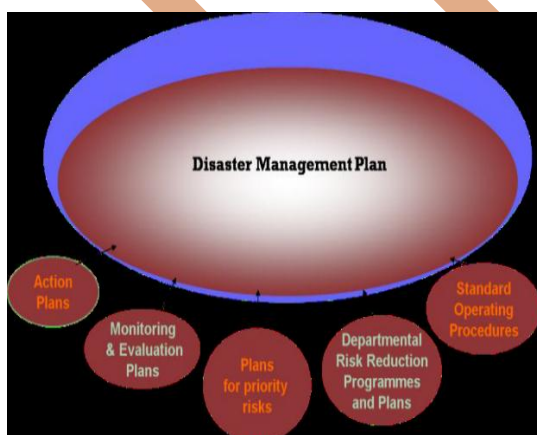 Disaster Management Plan
Action
Plans
Monitoring
& Evaluation
Plans
Plans
for priority
risks
Departmental
Risk Reduction
Programmes
and Plans
Standard
Operating
Procedures